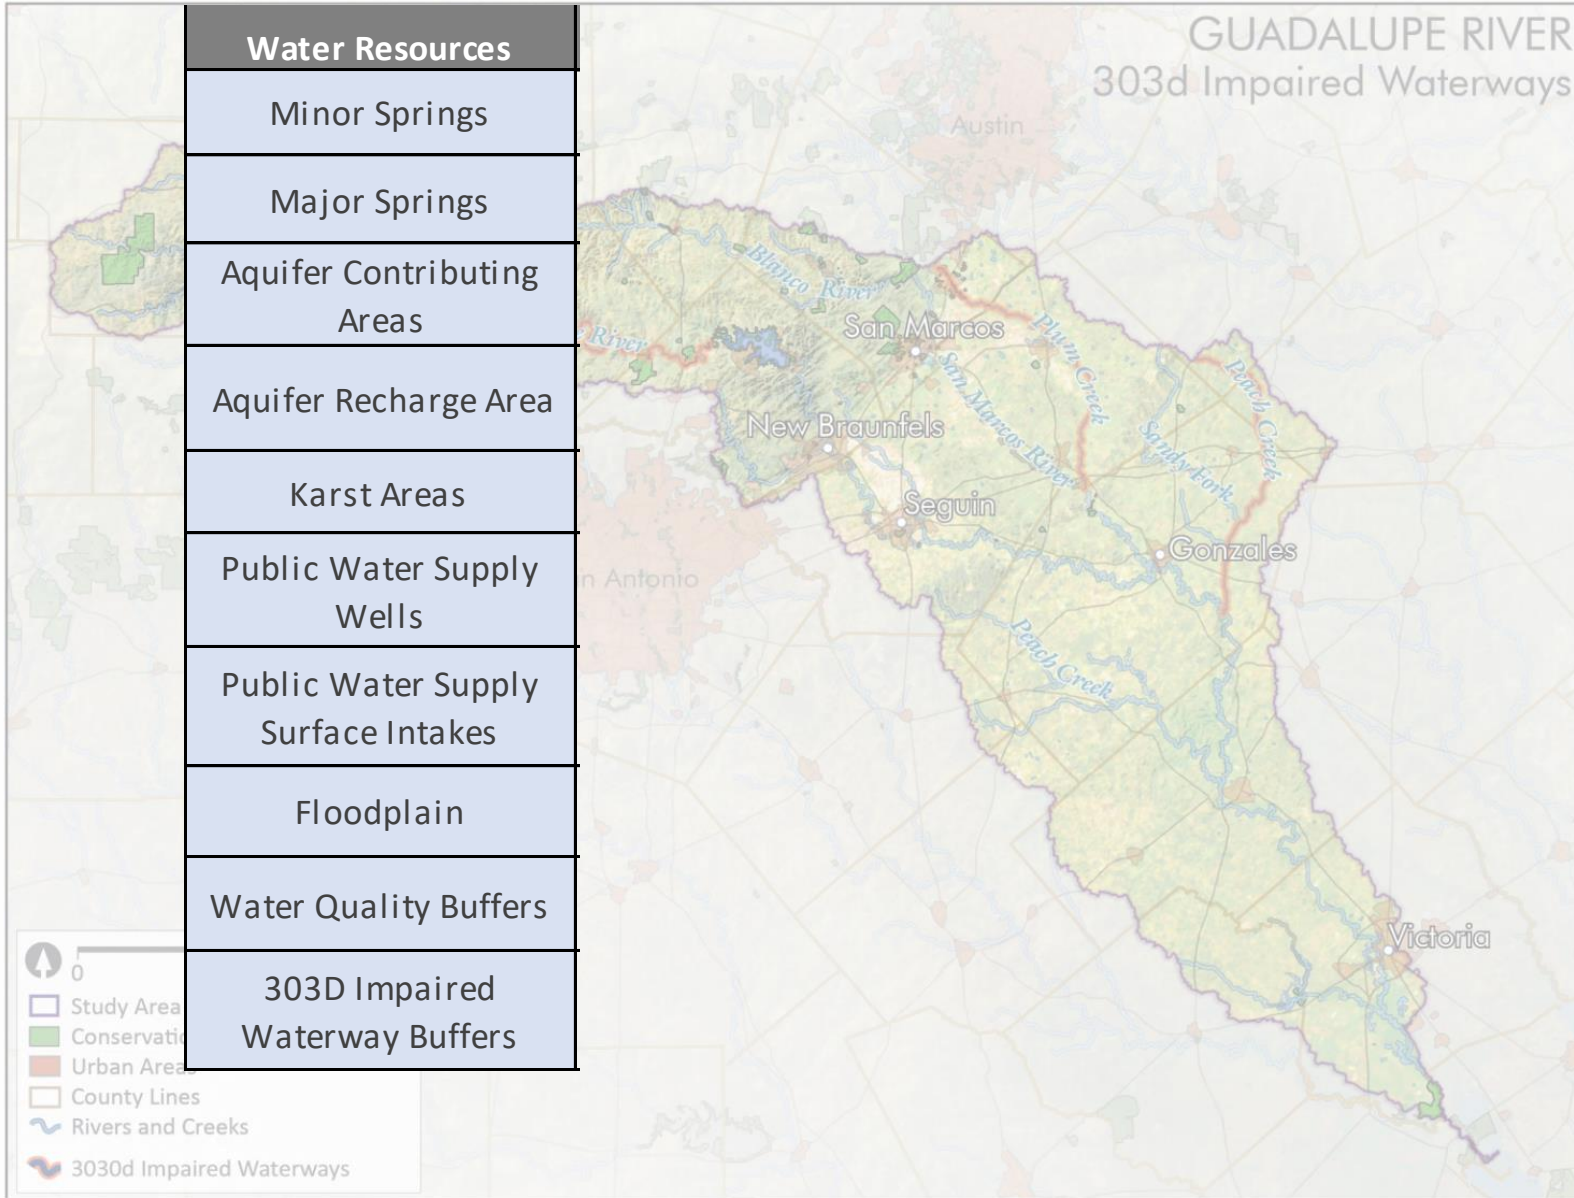 GUADALUPE RIVER
303d Impaired Waterways
Water Resources
Minor Springs
Major Springs
Aquifer Contributing
Areas
Aquifer Recharge Area
Karst Areas
Public Water Supply
Wells
Public Water Supply
Surface Intakes
Floodplain
Water Quality Buffers
303D Impaired
Waterway Buffers
Austin
Blanco River
San Marcos
River
Plum Creek
Peach Creek
San Marcos River
New Braunfels
Sandy Fork
Seguin
Gonzales
n Antonio
Peach Creek
Victoria
0
Study Area
Conservatio
Urban Areas
County Lines
Rivers and Creeks
3030d Impaired Waterways